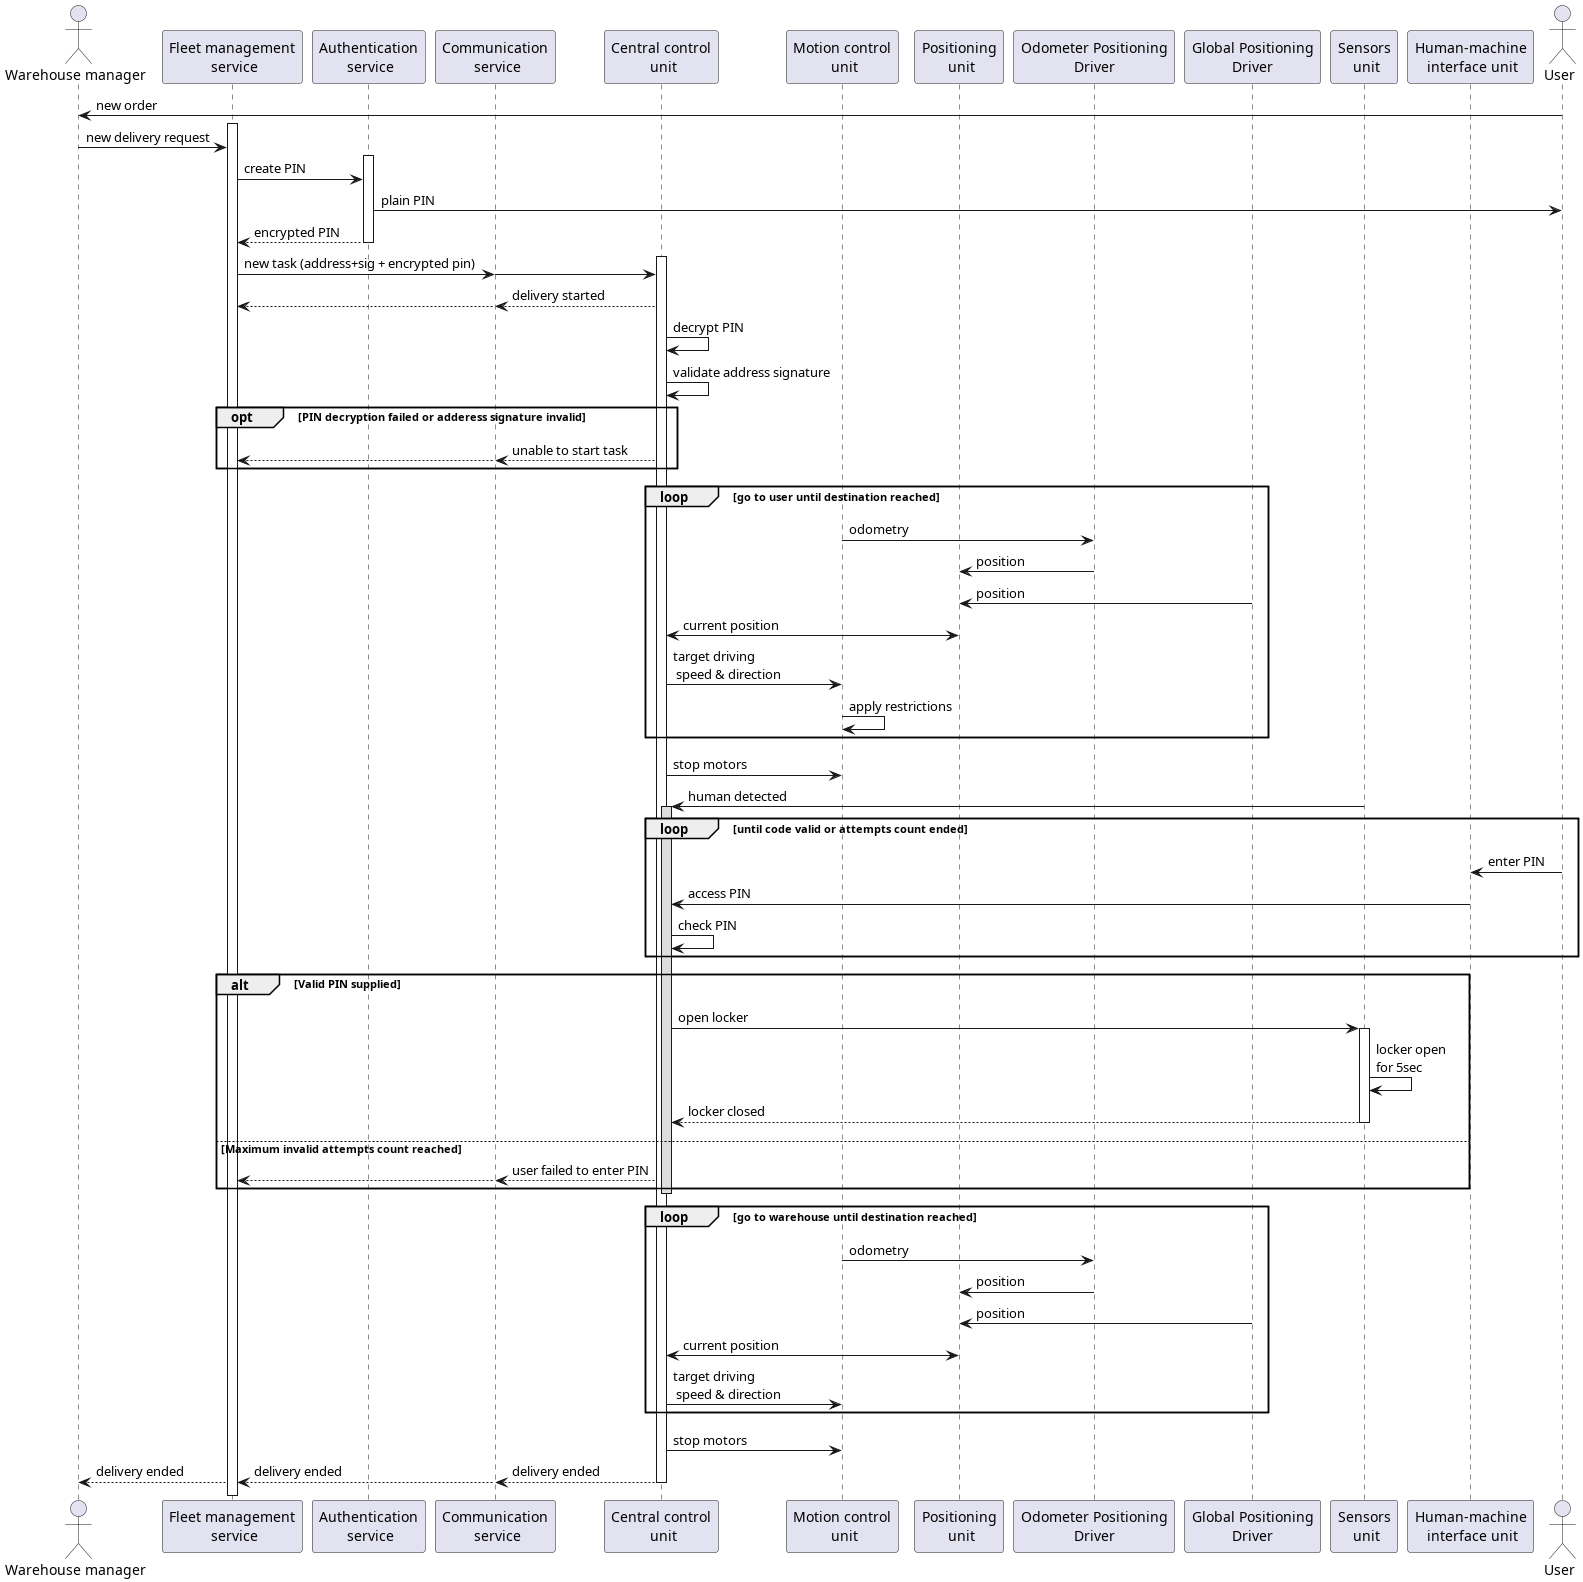 Warehouse manager
Fleet management
service
Authentication
service
Communication
service
Central control
unit
Motion control
unit
Positioning
unit
Odometer Positioning
Driver
Global Positioning
Driver
Sensors
unit
Human-machine
interface unit
User
new order
new delivery request
create PIN
plain PIN
encrypted PIN
new task (address+sig + encrypted pin)
delivery started
decrypt PIN
validate address signature
opt [PIN decryption failed or adderess signature invalid]
unable to start task
loop [go to user until destination reached]
odometry
position
position
current position
target driving
speed & direction
apply restrictions
stop motors
human detected
loop [until code valid or attempts count ended]
enter PIN
access PIN
check PIN
alt [Valid PIN supplied]
open locker
locker open
for 5sec
locker closed
[Maximum invalid attempts count reached]
user failed to enter PIN
loop [go to warehouse until destination reached]
odometry
position
position
current position
target driving
speed & direction
stop motors
delivery ended delivery ended delivery ended
Warehouse manager
Fleet management
service
Authentication
service
Communication
service
Central control
unit
Motion control
unit
Positioning
unit
Odometer Positioning
Driver
Global Positioning
Driver
Sensors
unit
Human-machine
interface unit
User